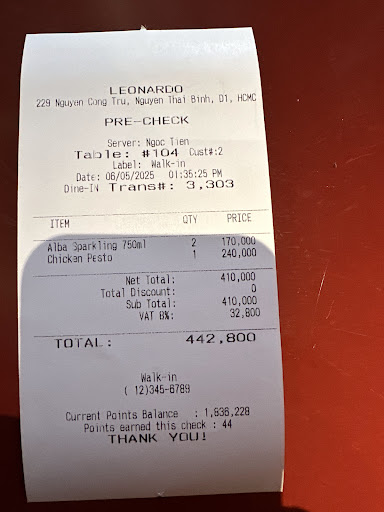 LEONARDO
229 Nguyen Cong Tru, Nguyen Thai Binh, D1, HCMC
PRE-CHECK
Server: Ngoc Tien
Table: #104 Cust#:2
Label: Walk-in
Date: 06/05/2025 01:35:25 PM
Dine-IN Trans#: 3,303
ITEM QTY PRICE
Alba Sparkling 750ml 2 170,000
Chicken Pesto 1 240,000
Net Total: 410,000
Total Discount: 0
Sub Total: 410,000
VAT 8%: 32,800
TOTAL: 442,800
Walk-in
( 12)345-6789
Current Points Balance : 1,836,228
Points earned this check : 44
THANK YOU!